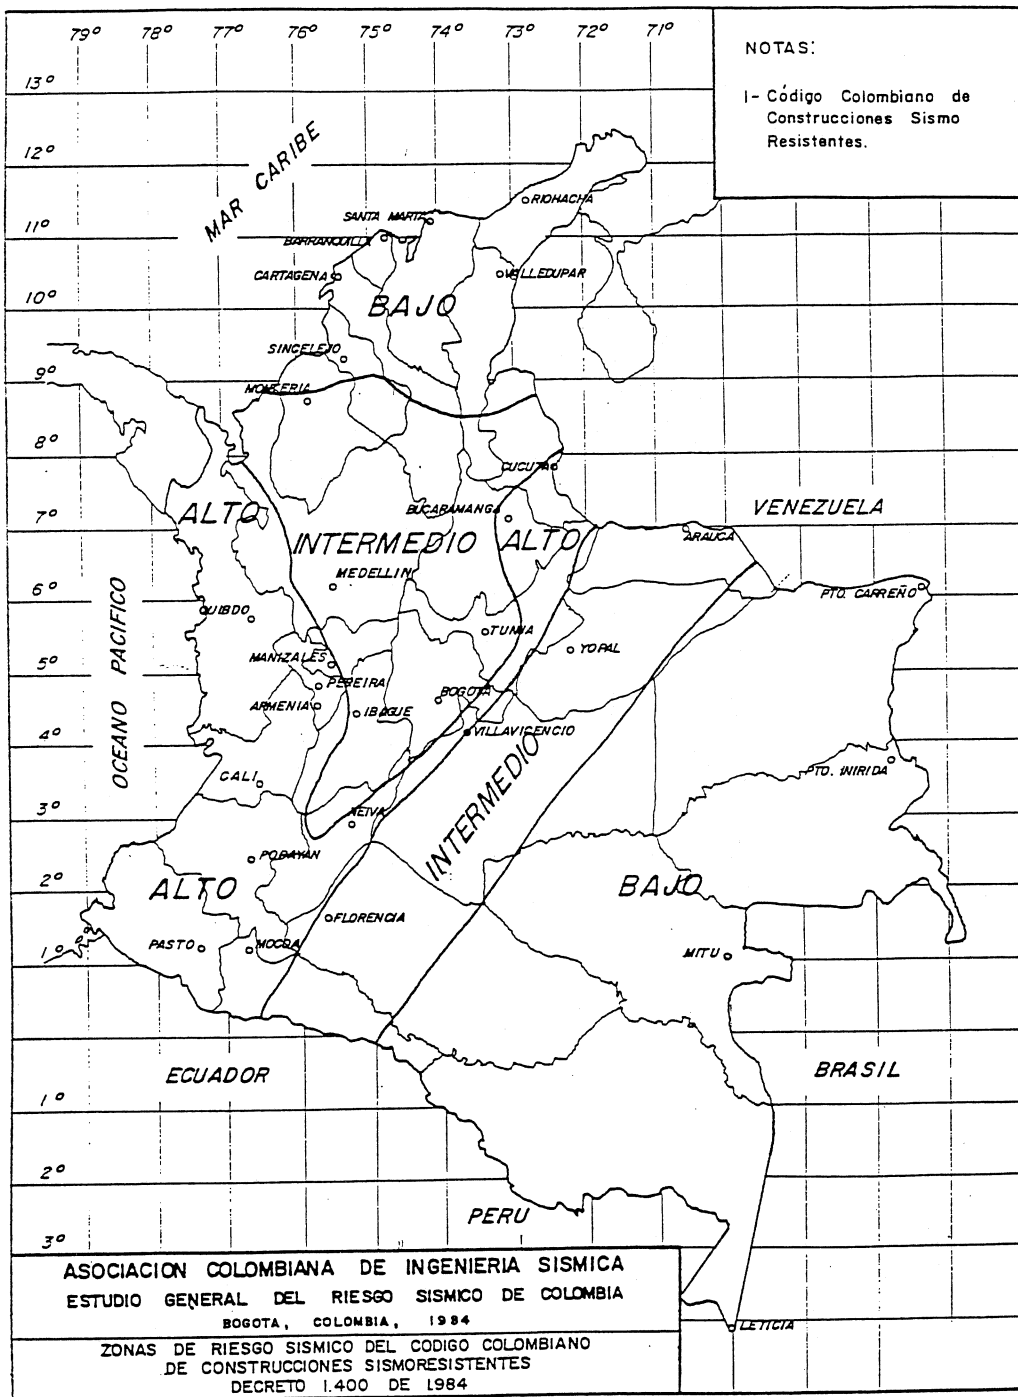 79° 78° 77° 76° 75° 74° 73° 72° 71°
NOTAS:
1- Código Colombiano de
Construcciones Sismo
Resistentes.
13°
12°
MAR CARIBE
RIOHACHA
SANTA MARTA
11°
BARRANQUILLA
CARTAGENA
VALLEDUPAR
10°
BAJO
SINCELEJO
9°
MONTERIA
8°
CUCUTA
ALTO
BUCARAMANGA
VENEZUELA
7°
INTERMEDIO
ALTO
ARAUCA
MEDELLIN
6°
PTO. CARREÑO
QUIBDO
TUNJA
YOPAL
OCEANO PACIFICO
MANIZALES
5°
PEREIRA
BOGOTA
ARMENIA
IBAGUE
VILLAVICENCIO
4°
INTERMEDIO
CALI
PTO. INIRIDA
3°
NEIVA
POPAYAN
2°
ALTO
BAJO
FLORENCIA
1°
PASTO
MOCOA
MITU
0°
ECUADOR
BRASIL
1°
2°
PERU
3°
LETICIA
ASOCIACION COLOMBIANA DE INGENIERIA SISMICA
ESTUDIO GENERAL DEL RIESGO SISMICO DE COLOMBIA
BOGOTA, COLOMBIA, 1984
ZONAS DE RIESGO SISMICO DEL CODIGO COLOMBIANO
DE CONSTRUCCIONES SISMORESISTENTES
DECRETO 1.400 DE 1984